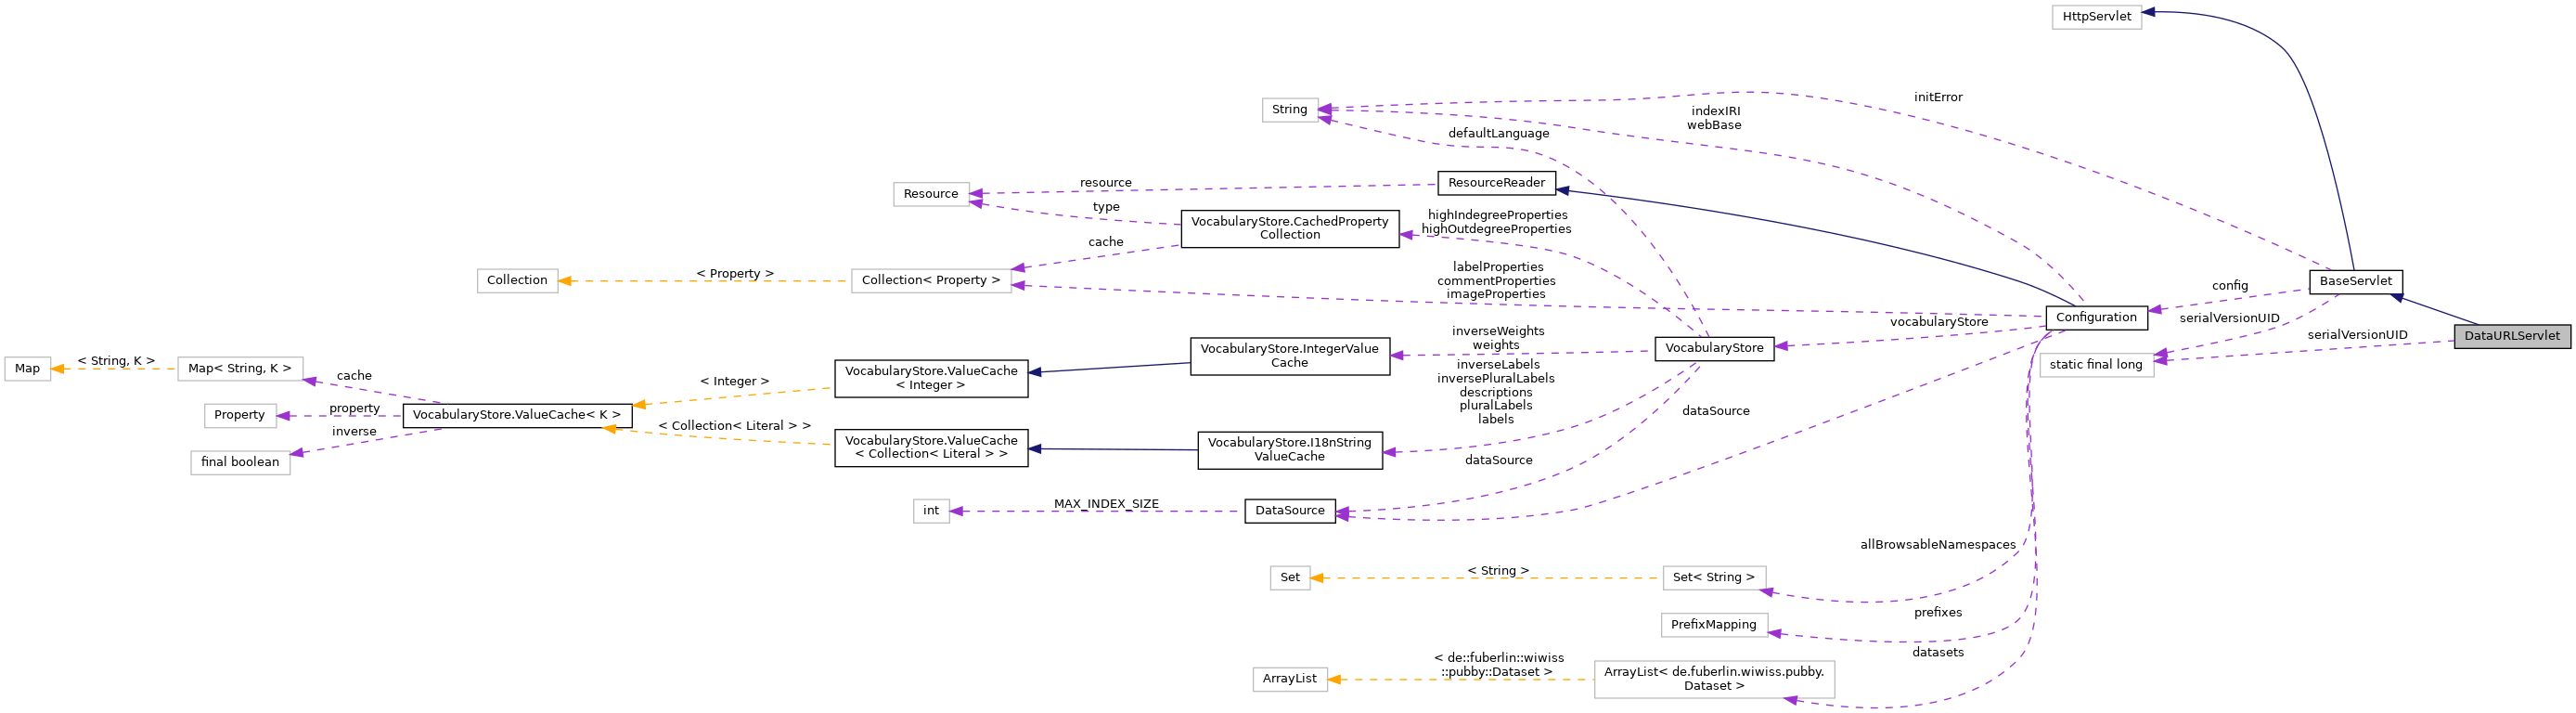 HttpServlet
initError
String
indexIRI
webBase
defaultLanguage
Resource
resource
ResourceReader
type
VocabularyStore.CachedProperty
Collection
highIndegreeProperties
highOutdegreeProperties
cache
Collection
< Property >
Collection< Property >
labelProperties
commentProperties
imageProperties
BaseServlet
config
Configuration
serialVersionUID
DataURLServlet
serialVersionUID
vocabularyStore
static final long
inverseWeights
weights
VocabularyStore
VocabularyStore.IntegerValue
Cache
Map
< String, K >
Map< String, K >
cache
VocabularyStore.ValueCache
< Integer >
< Integer >
inverseLabels
inversePluralLabels
descriptions
pluralLabels
labels
dataSource
Property
property
VocabularyStore.ValueCache< K >
< Collection< Literal > >
inverse
final boolean
VocabularyStore.ValueCache
< Collection< Literal > >
VocabularyStore.I18nString
ValueCache
dataSource
int
MAX_INDEX_SIZE
DataSource
allBrowsableNamespaces
Set
< String >
Set< String >
prefixes
PrefixMapping
datasets
ArrayList
< de::fuberlin::wiwiss
::pubby::Dataset >
ArrayList< de.fuberlin.wiwiss.pubby.
Dataset >